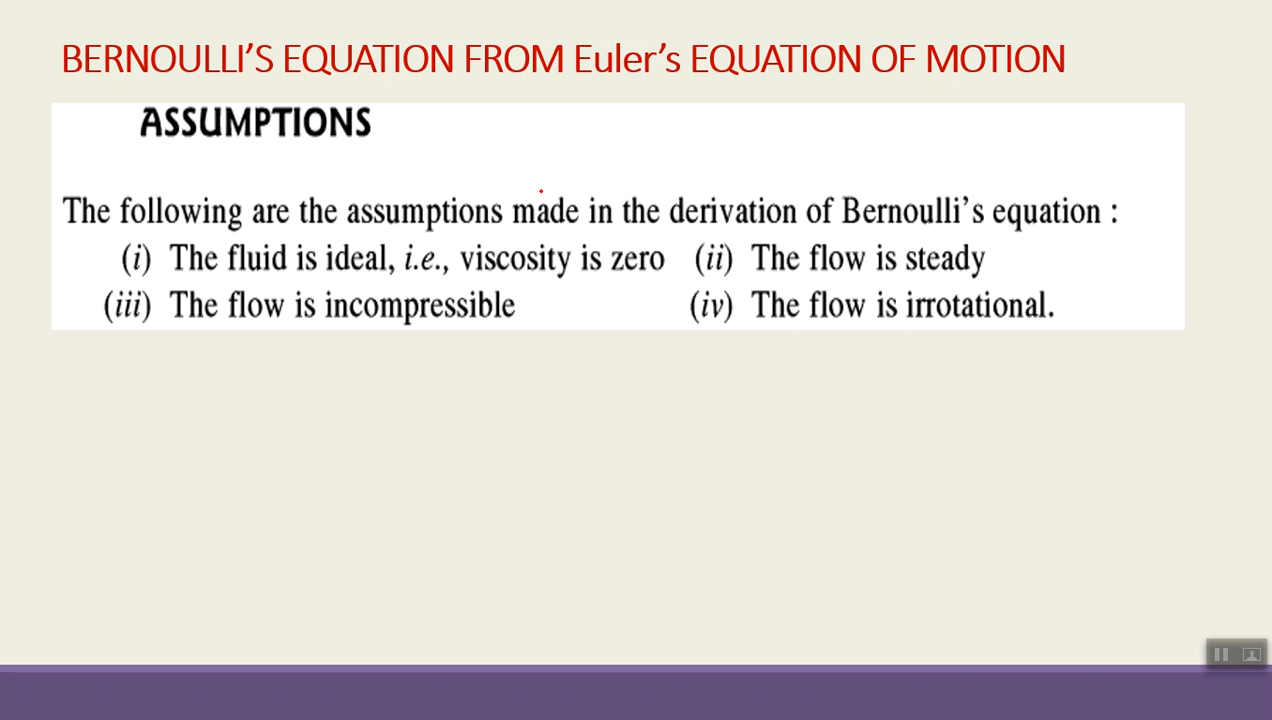 BERNOULLI’S EQUATION FROM Euler’s EQUATION OF MOTION
ASSUMPTIONS
The following are the assumptions made in the derivation of Bernoulli’s equation :
(i) The fluid is ideal, i.e., viscosity is zero (ii) The flow is steady
(iii) The flow is incompressible (iv) The flow is irrotational.